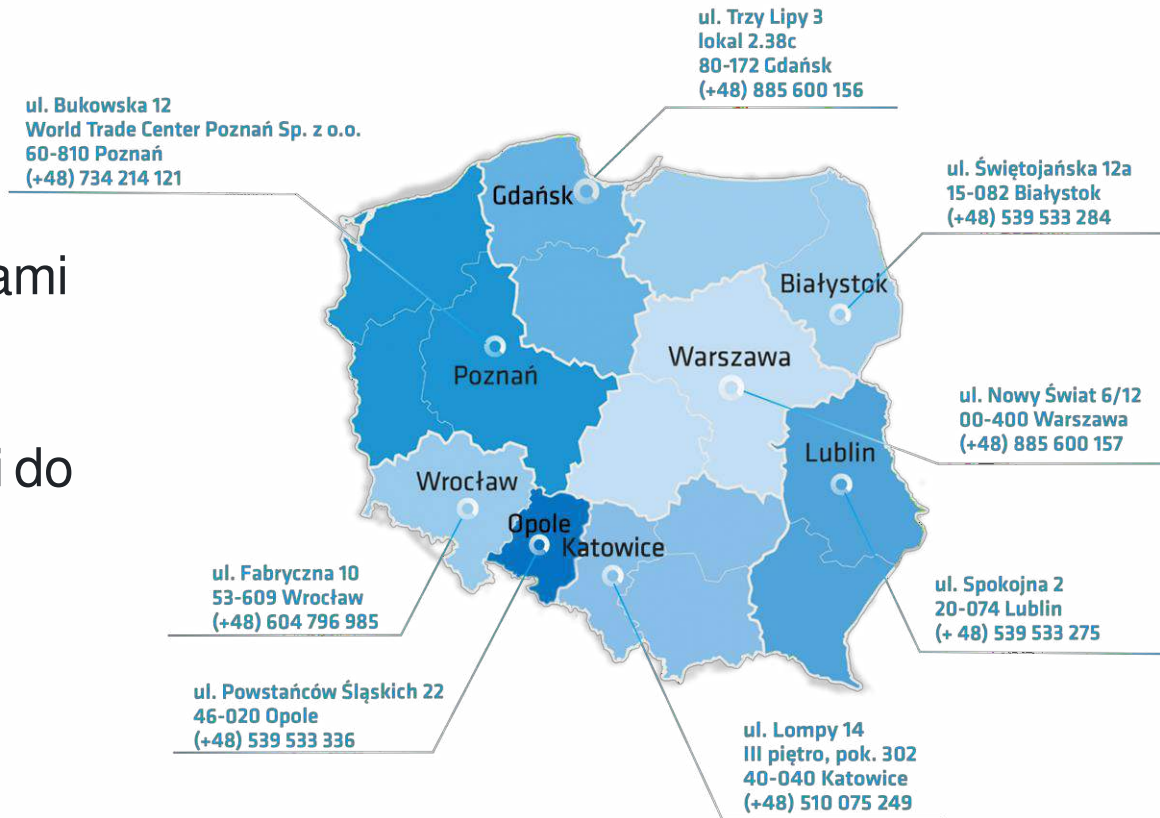 ul. Trzy Lipy 3
lokal 2.38c
80-172 Gdańsk
(+48) 885 600 156
ul. Bukowska 12
World Trade Center Poznań Sp. z o.o.
60-810 Poznań
(+48) 734 214 121
ul. Świętojańska 12a
15-082 Białystok
(+48) 539 533 284
ami
i do
Gdańsk
Białystok
Warszawa
Poznań
Lublin
Wrocław
Opole
Katowice
ul. Nowy Świat 6/12
00-400 Warszawa
(+48) 885 600 157
ul. Fabryczna 10
53-609 Wrocław
(+48) 604 796 985
ul. Spokojna 2
20-074 Lublin
(+ 48) 539 533 275
ul. Powstańców Śląskich 22
46-020 Opole
(+48) 539 533 336
ul. Lompy 14
III piętro, pok. 302
40-040 Katowice
(+48) 510 075 249